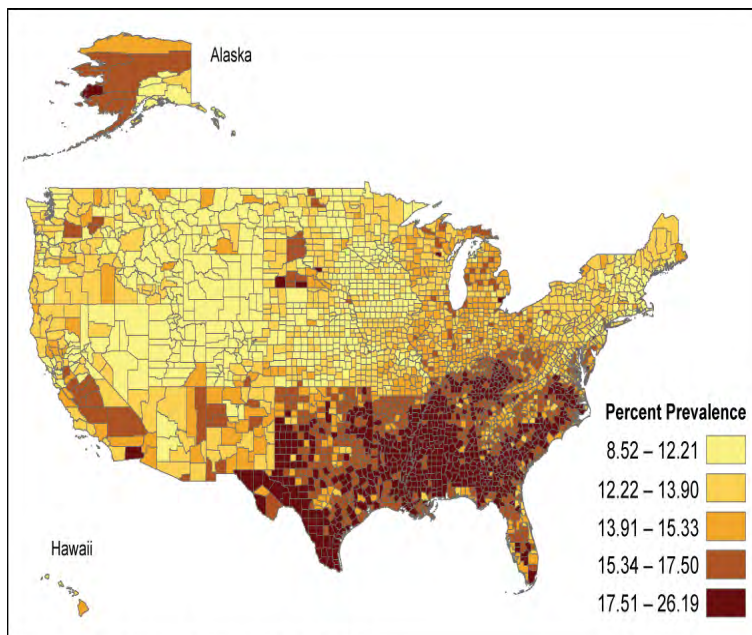 Alaska
Hawaii
Percent Prevalence
8.52 – 12.21
12.22 – 13.90
13.91 – 15.33
15.34 – 17.50
17.51 – 26.19